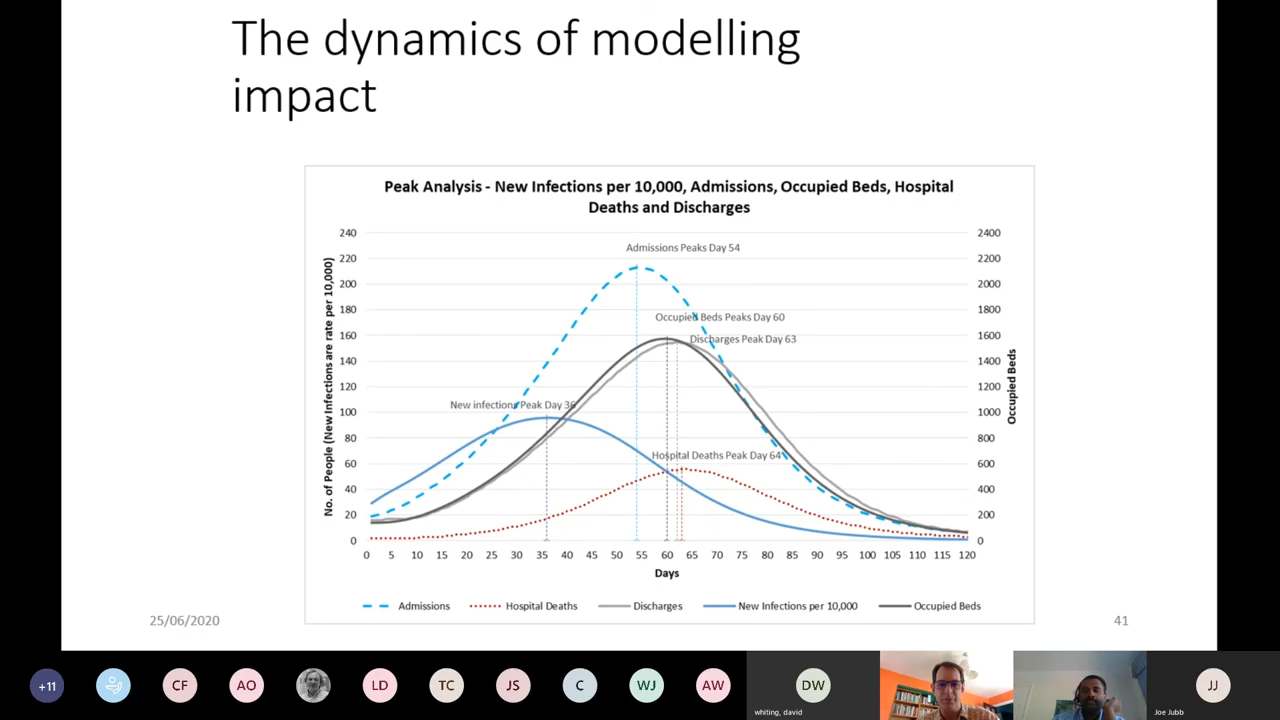 The dynamics of modelling
impact
Peak Analysis - New Infections per 10,000, Admissions, Occupied Beds, Hospital
Deaths and Discharges
No. of People (New Infections are rate per 10,000)
240
220
200
180
160
140
120
100
80
60
40
20
0
Admissions Peaks Day 54
Occupied Beds Peaks Day 60
Discharges Peak Day 63
New infections Peak Day 36
Hospital Deaths Peak Day 64
2400
2200
2000
1800
1600
1400
1200
1000
800
600
400
200
0
Occupied Beds
0 5 10 15 20 25 30 35 40 45 50 55 60 65 70 75 80 85 90 95 100 105 110 115 120
Days
Admissions Hospital Deaths Discharges New Infections per 10,000 Occupied Beds
25/06/2020 41
+11 CF AO LD TC JS C WJ AW DW JJ
whiting, david Joe Jubb